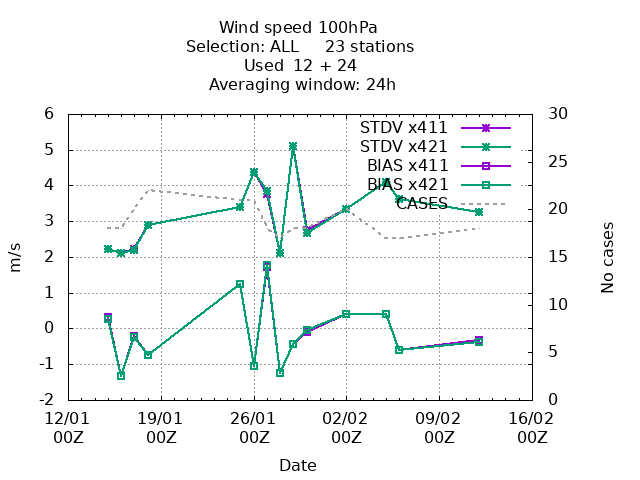 Wind speed 100hPa
Selection: ALL 23 stations
Used 12 + 24
Averaging window: 24h
6 30
STDV x411
STDV x421
5 25
BIAS x411
BIAS x421
4 20
CASES
3 15
2
1 10
0
-1 5
-2 0
m/s
No cases
12/01 19/01 26/01 02/02 09/02 16/02
00Z 00Z 00Z 00Z 00Z 00Z
Date